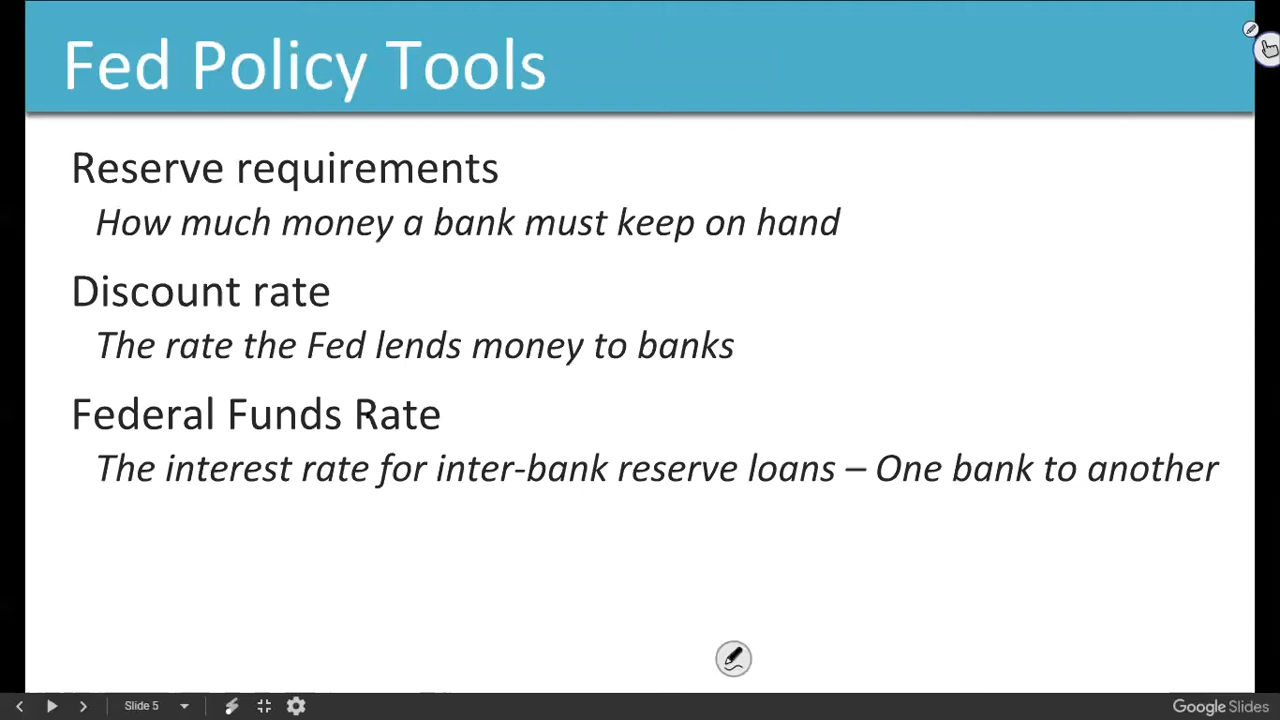 Fed Policy Tools
Reserve requirements
How much money a bank must keep on hand
Discount rate
The rate the Fed lends money to banks
Federal Funds Rate
The interest rate for inter-bank reserve loans – One bank to another
Slide 5
Google Slides